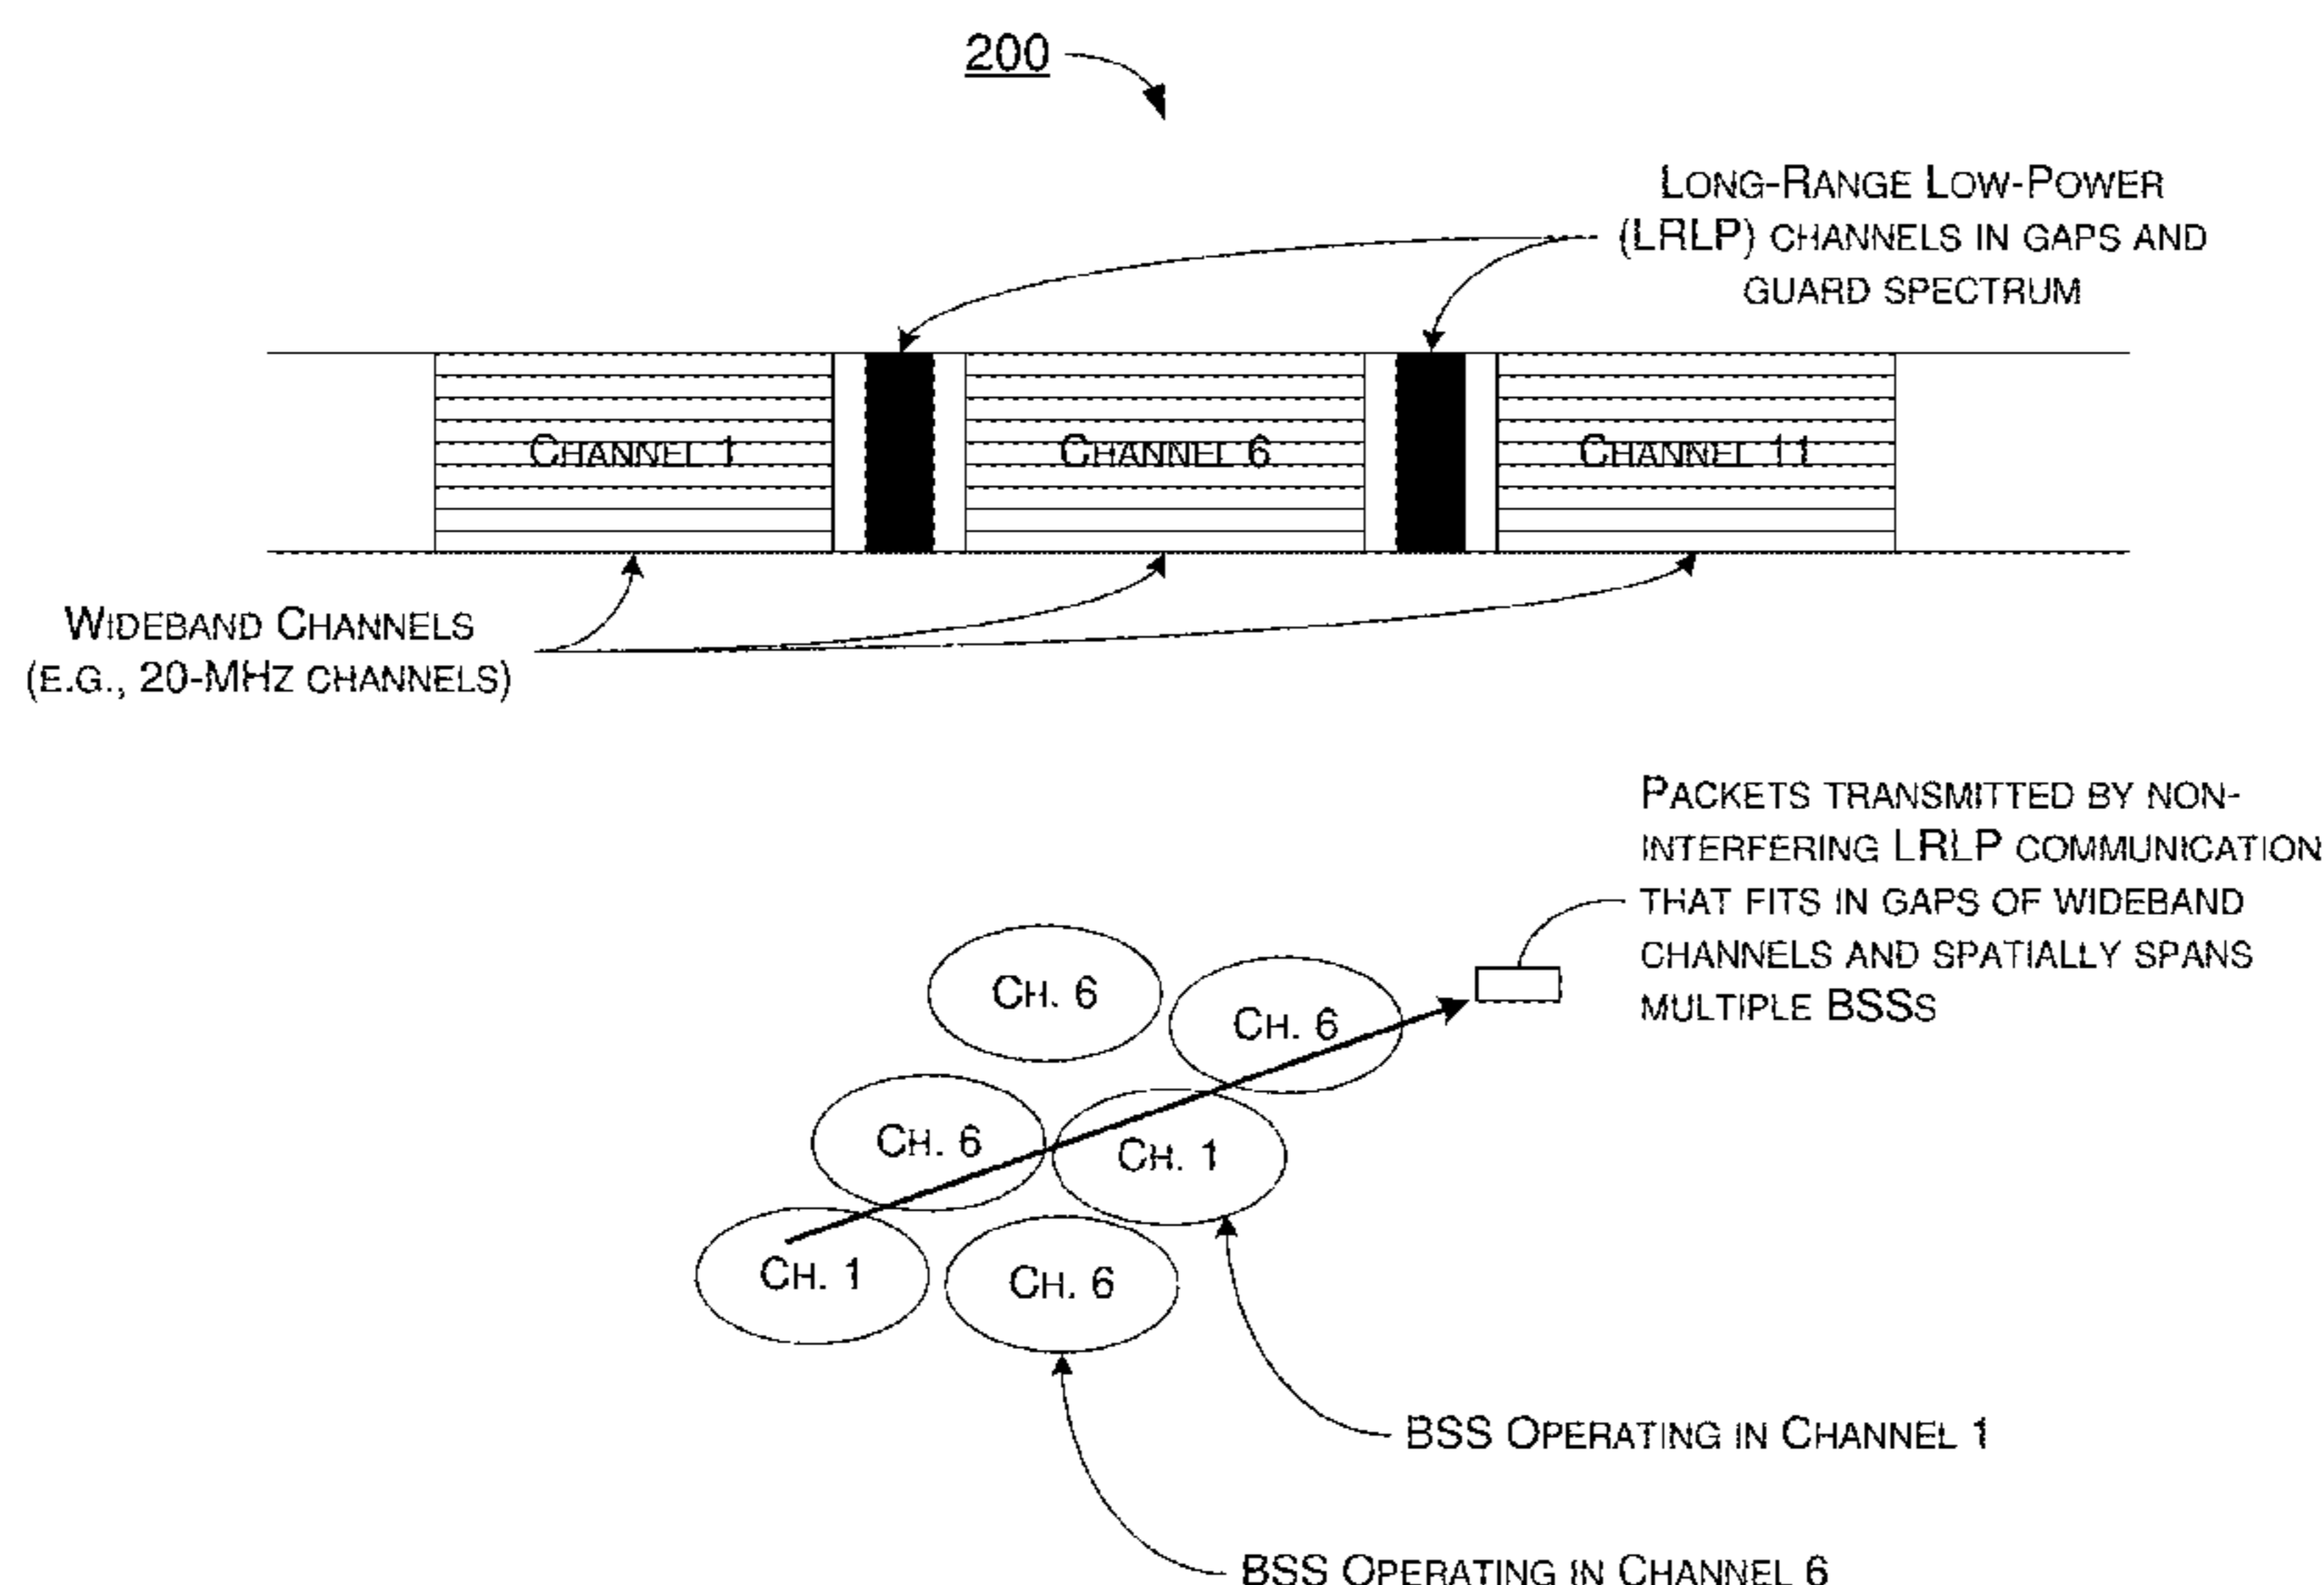 200
LONG-RANGE LOW-POWER
(LRLP) CHANNELS IN GAPS AND
GUARD SPECTRUM
CHANNEL 1
CHANNEL 6
CHANNEL 11
WIDEBAND CHANNELS
(E.G., 20-MHZ CHANNELS)
PACKETS TRANSMITTED BY NON-
INTERFERING LRLP COMMUNICATION
THAT FITS IN GAPS OF WIDEBAND
CHANNELS AND SPATIALLY SPANS
MULTIPLE BSSS
CH. 6
CH. 6
CH. 6
CH. 1
CH. 1
CH. 6
BSS OPERATING IN CHANNEL 1
BSS OPERATING IN CHANNEL 6